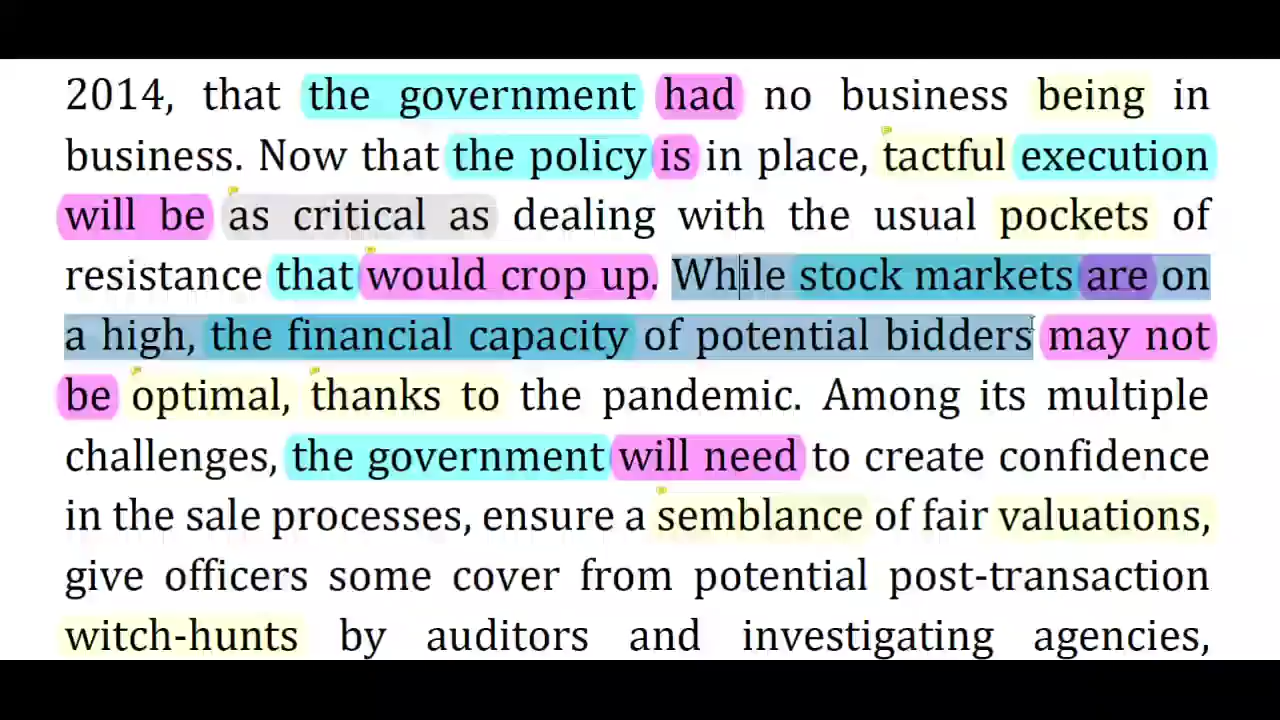 2014, that the government had no business being in
business. Now that the policy is in place, tactful execution
will be as critical as dealing with the usual pockets of
resistance that would crop up. While stock markets are on
a high, the financial capacity of potential bidders may not
be optimal, thanks to the pandemic. Among its multiple
challenges, the government will need to create confidence
in the sale processes, ensure a semblance of fair valuations,
give officers some cover from potential post-transaction
witch-hunts by auditors and investigating agencies,